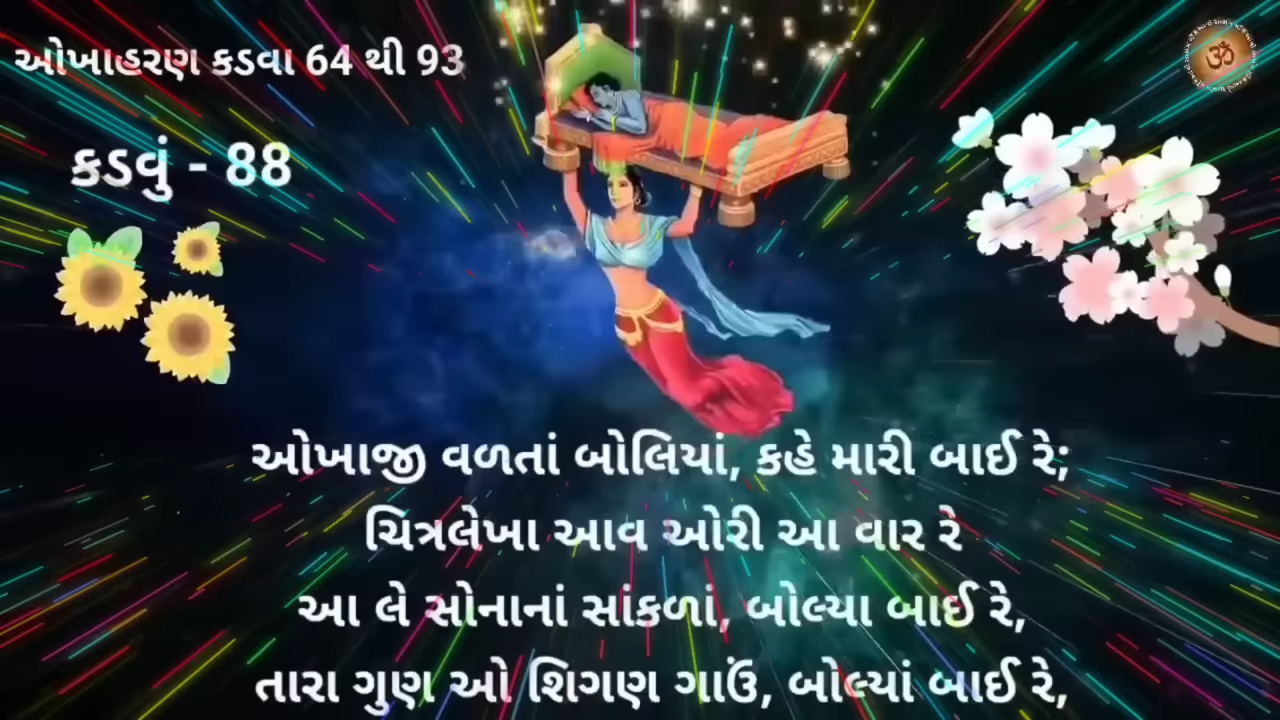 ઓખાહરણ કડવા 64 થી 93
કડવું - 88
ૐ
ઓખાજી વળતાં બોલિયાં, કહે મારી બાઈ રે;
ચિત્રલેખા આવ ઓરી આ વાર રે
આ લે સોનાનાં સાંકળાં, બોલ્યા બાઈ રે,
તારા ગુણ ઓ શિગણ ગાઉં, બોલ્યાં બાઈ રે,